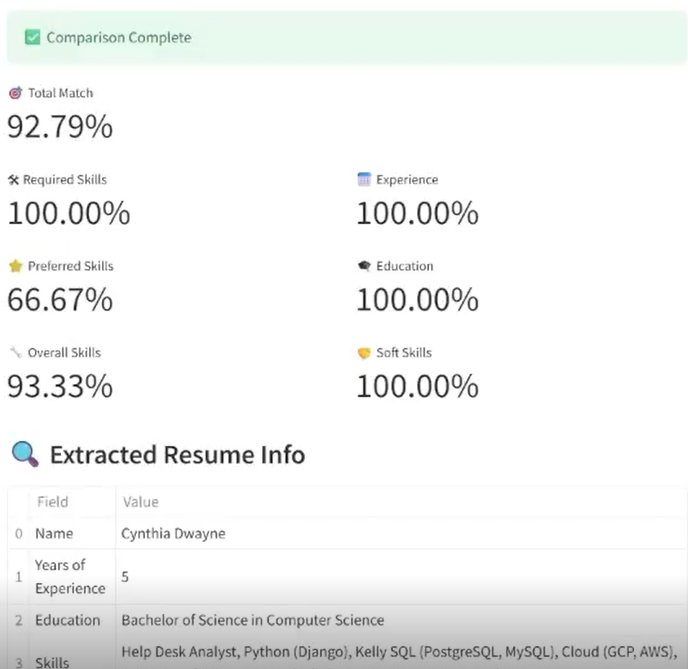 Comparison Complete
Total Match
92.79%
Required Skills
100.00%
Experience
100.00%
Preferred Skills
66.67%
Education
100.00%
Overall Skills
93.33%
Soft Skills
100.00%
Extracted Resume Info
Field Value
0 Name Cynthia Dwayne
1 Years of Experience 5
2 Education Bachelor of Science in Computer Science
3 Skills Help Desk Analyst, Python (Django), Kelly SQL (PostgreSQL, MySQL), Cloud (GCP, AWS),